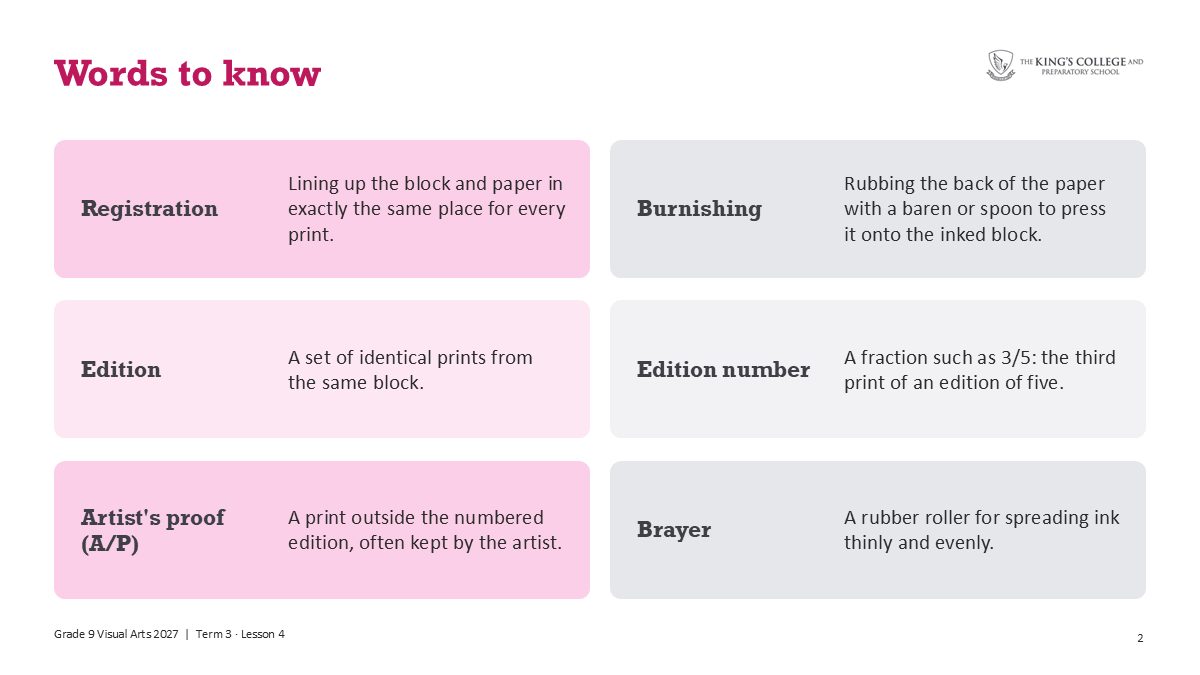 Words to know
THE KING'S COLLEGE AND
PREPARATORY SCHOOL
Registration
Lining up the block and paper in
exactly the same place for every
print.
Burnishing
Rubbing the back of the paper
with a baren or spoon to press
it onto the inked block.
Edition
A set of identical prints from
the same block.
Edition number
A fraction such as 3/5: the third
print of an edition of five.
Artist's proof
(A/P)
A print outside the numbered
edition, often kept by the artist.
Brayer
A rubber roller for spreading ink
thinly and evenly.
Grade 9 Visual Arts 2027 | Term 3 · Lesson 4
2